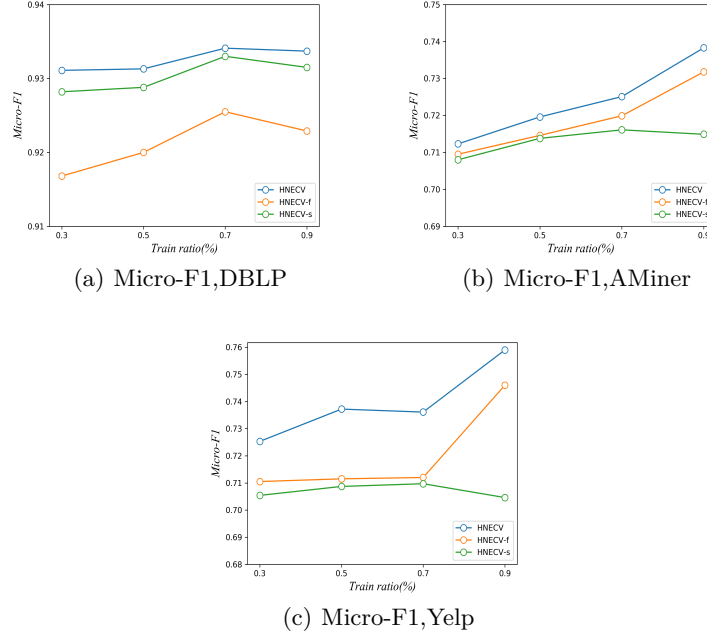 0.94
0.93
0.92
0.91
Micro-F1
HNECV
HNECV-f
HNECV-s
0.3 0.5 0.7 0.9
Train ratio(%)
(a) Micro-F1,DBLP
0.75
0.73
0.71
0.70
0.69
Micro-F1
HNECV
HNECV-f
HNECV-s
0.3 0.5 0.7 0.9
Train ratio(%)
(b) Micro-F1,AMiner
0.76
0.75
0.74
0.73
0.72
0.71
0.70
0.69
0.68
Micro-F1
HNECV
HNECV-f
HNECV-s
0.3 0.5 0.7 0.9
Train ratio(%)
(c) Micro-F1,Yelp